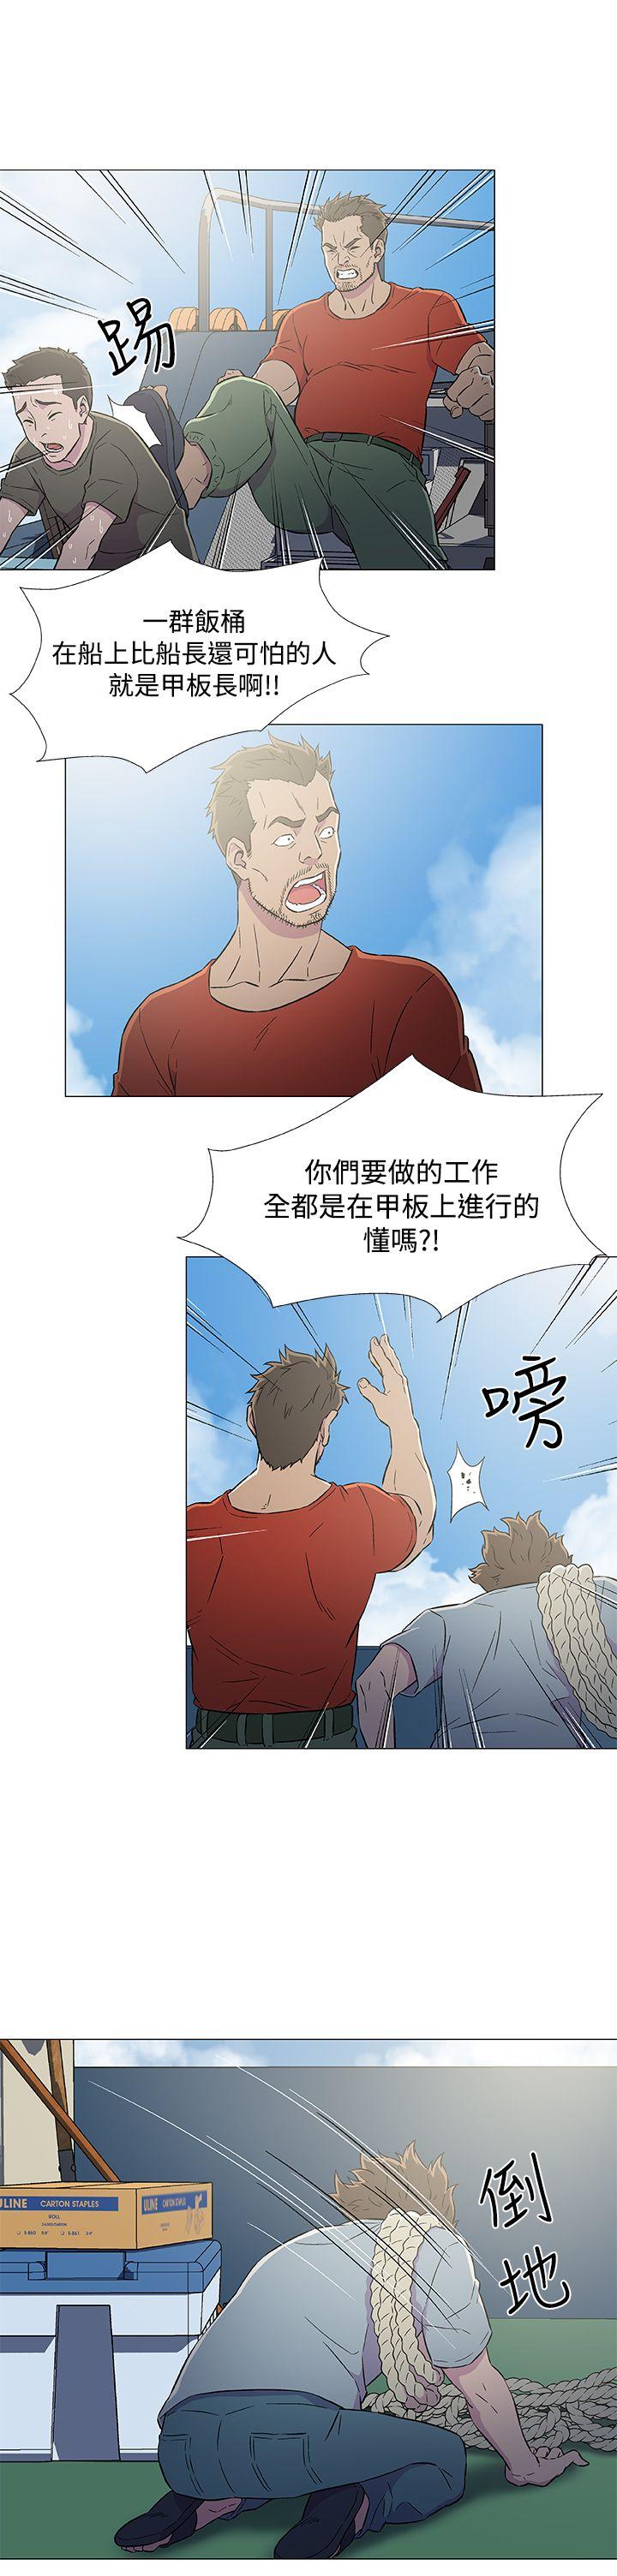 踢
一群飯桶
在船上比船長還可怕的人
就是甲板長啊!!
你們要做的工作
全都是在甲板上進行的
懂嗎?!
嗙
倒
地
ULINE CARTON STAPLES
ROLL
ULINE CARTON STAPLES
ROLL